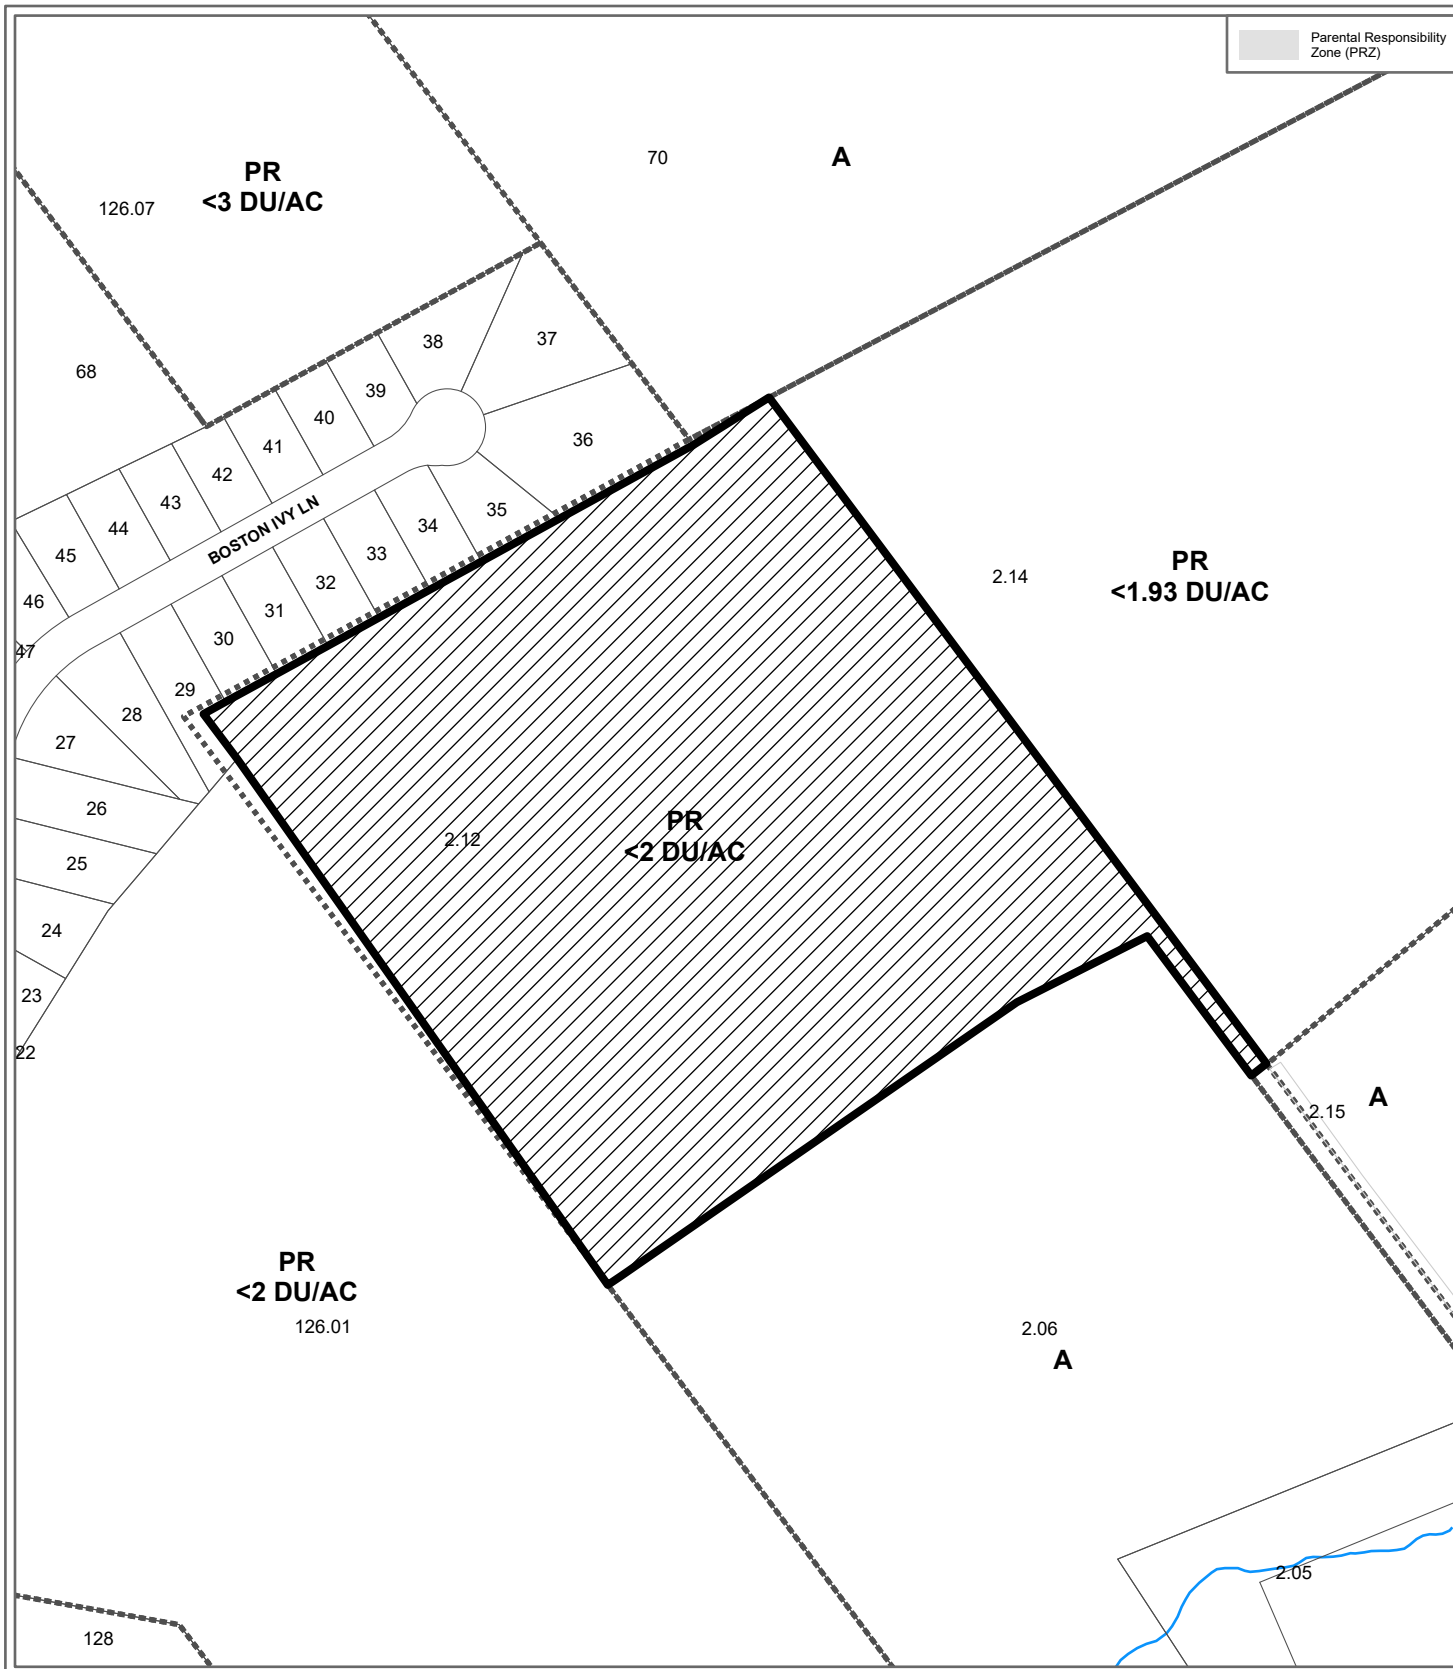 Parental Responsibility
Zone (PRZ)
70
A
PR
<3 DU/AC
126.07
68
38
37
39
40
41
42
43
44
45
46
47
36
35
34
33
32
31
30
29
28
27
26
25
24
23
22
BOSTON IVY LN
2.14
PR
<1.93 DU/AC
2.12
PR
<2 DU/AC
2.15
A
PR
<2 DU/AC
126.01
2.06
A
2.05
128